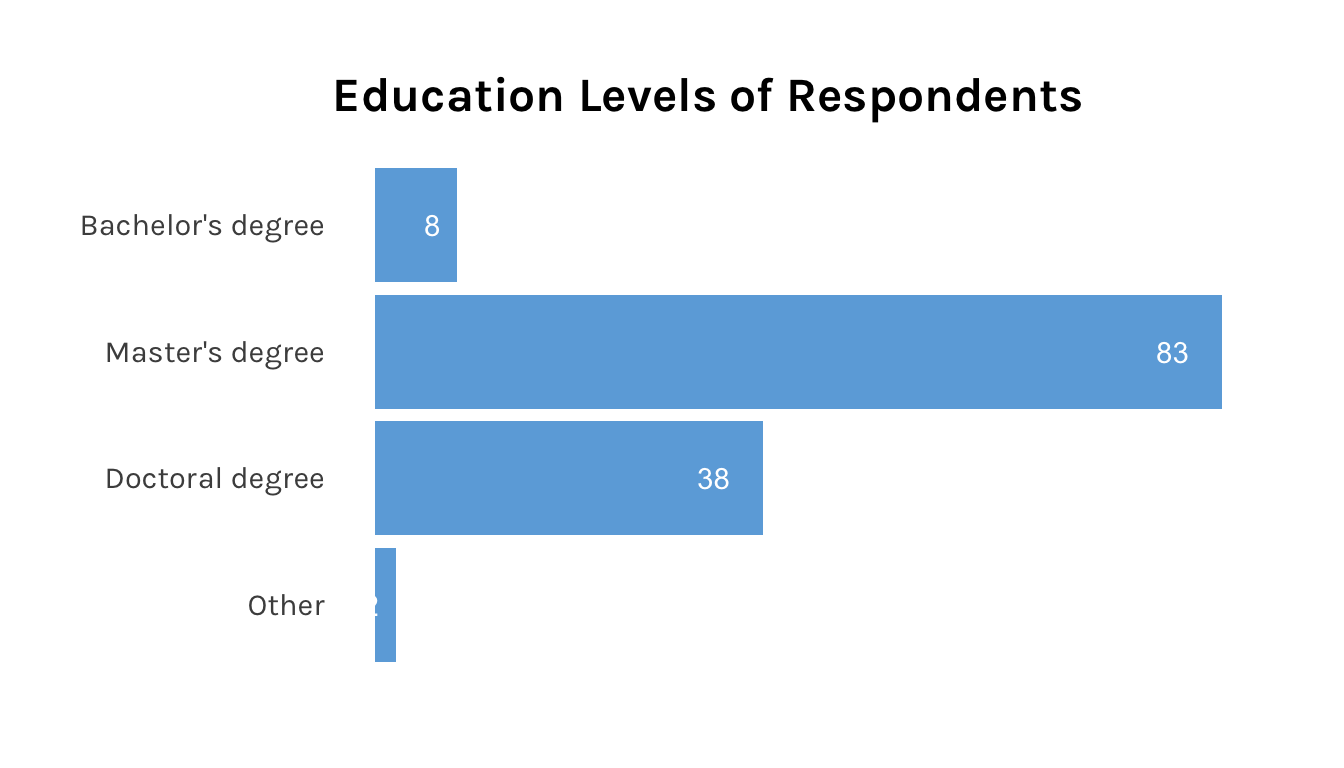 Education Levels of Respondents
Bachelor's degree 8
Master's degree 83
Doctoral degree 38
Other